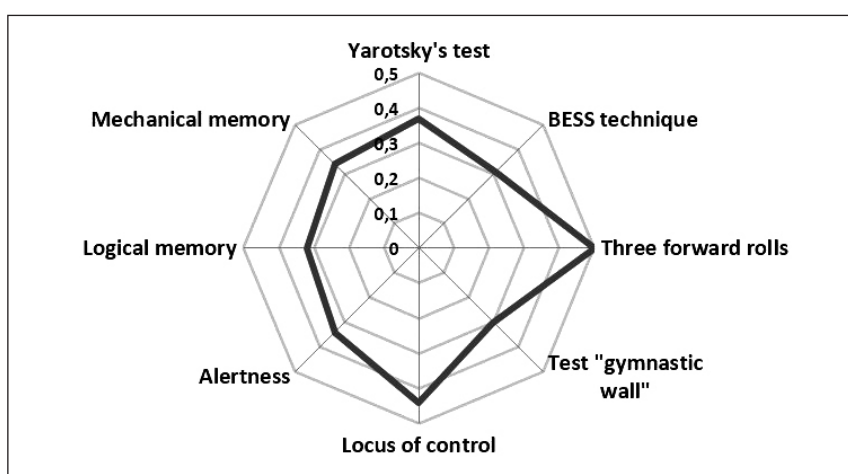 Yarotsky's test
0,5
Mechanical memory
0,4
BESS technique
0,3
0,2
0,1
Logical memory
0
Three forward rolls
Alertness
Test "gymnastic
wall"
Locus of control